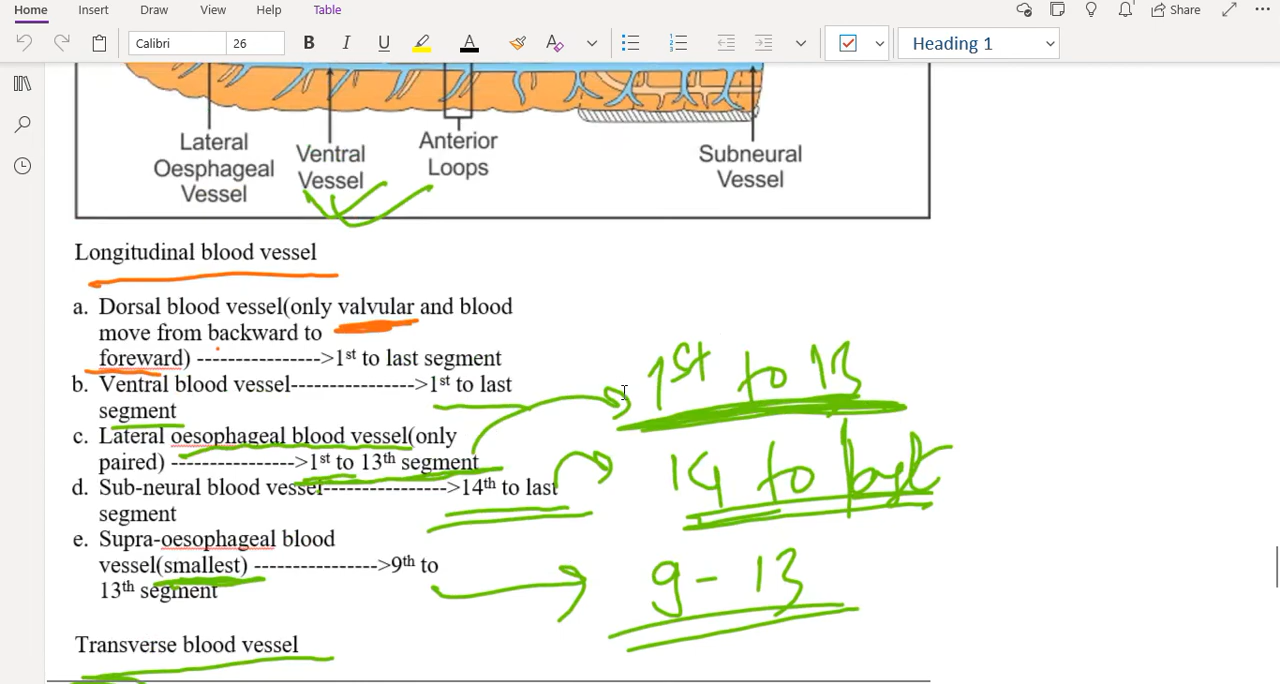 Home Insert Draw View Help Table Share
Calibri 26 B I U A A Heading 1
Lateral Oesphageal Vessel
Ventral Vessel
Anterior Loops
Subneural Vessel
Longitudinal blood vessel
a. Dorsal blood vessel(only valvular and blood
move from backward to
foreward) ---------------->1st to last segment
b. Ventral blood vessel---------------->1st to last
segment
c. Lateral oesophageal blood vessel(only
paired) ---------------->1st to 13th segment
1st to 13
d. Sub-neural blood vessel---------------->14th to last
segment
14 to last
e. Supra-oesophageal blood
vessel(smallest) ---------------->9th to
13th segment
9 - 13
Transverse blood vessel